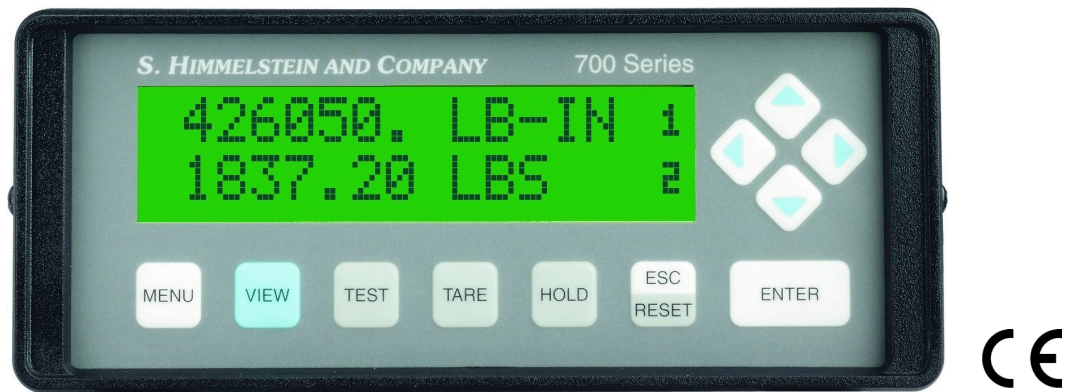 S. HIMMELSTEIN AND COMPANY 700 Series
426050. LB-IN 1
1837.20 LBS 2
MENU VIEW TEST TARE HOLD ESC RESET ENTER
CE